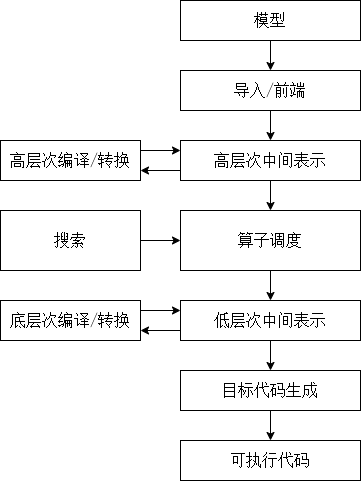 模型
导入/前端
高层次编译/转换
高层次中间表示
搜索
算子调度
底层次编译/转换
低层次中间表示
目标代码生成
可执行代码